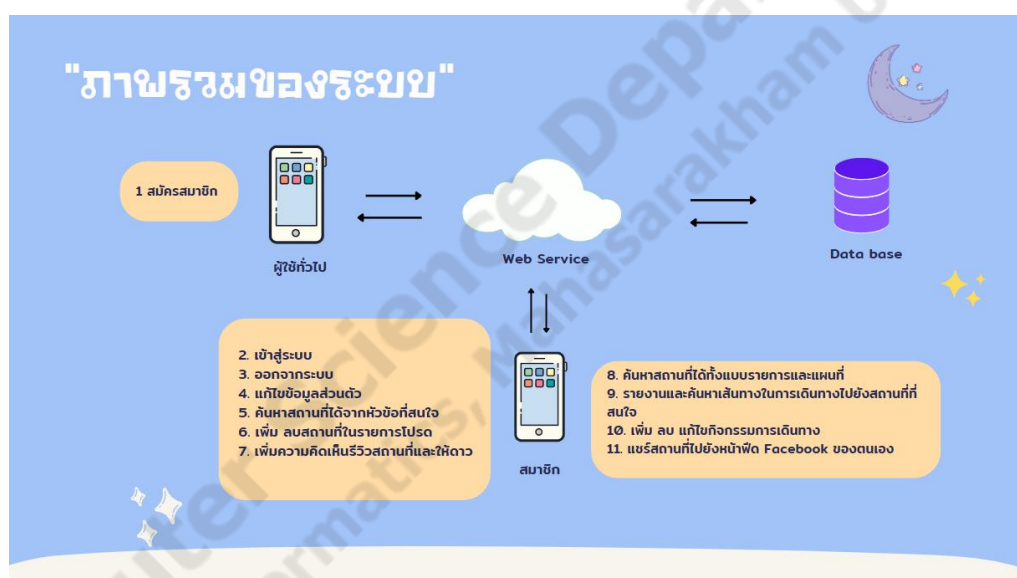 "ภาพรวมของระบบ"
1 สมัครสมาชิก
ผู้ใช้ทั่วไป
Web Service
Data base
2. เข้าสู่ระบบ
3. ออกจากระบบ
4. แก้ไขข้อมูลส่วนตัว
5. ค้นหาสถานที่ได้จากหัวข้อที่สนใจ
6. เพิ่ม ลบสถานที่ในรายการโปรด
7. เพิ่มความคิดเห็นรีวิวสถานที่และให้ดาว
สมาชิก
8. ค้นหาสถานที่ได้ทั้งแบบรายการและแผนที่
9. รายงานและค้นหาเส้นทางในการเดินทางไปยังสถานที่ที่
สนใจ
10. เพิ่ม ลบ แก้ไขกิจกรรมการเดินทาง
11. แชร์สถานที่ไปยังหน้าฟีด Facebook ของตนเอง
Mahasarakham